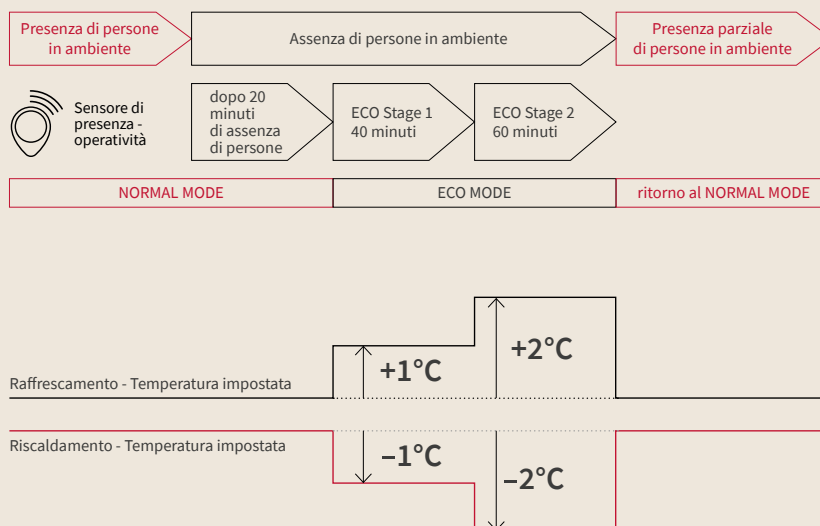 Presenza di persone
in ambiente
Assenza di persone in ambiente
Presenza parziale
di persone in ambiente
Sensore di
presenza -
operatività
dopo 20
minuti
di assenza
di persone
ECO Stage 1
40 minuti
ECO Stage 2
60 minuti
NORMAL MODE
ECO MODE
ritorno al NORMAL MODE
+1°C
+2°C
Raffrescamento - Temperatura impostata
Riscaldamento - Temperatura impostata
–1°C
–2°C